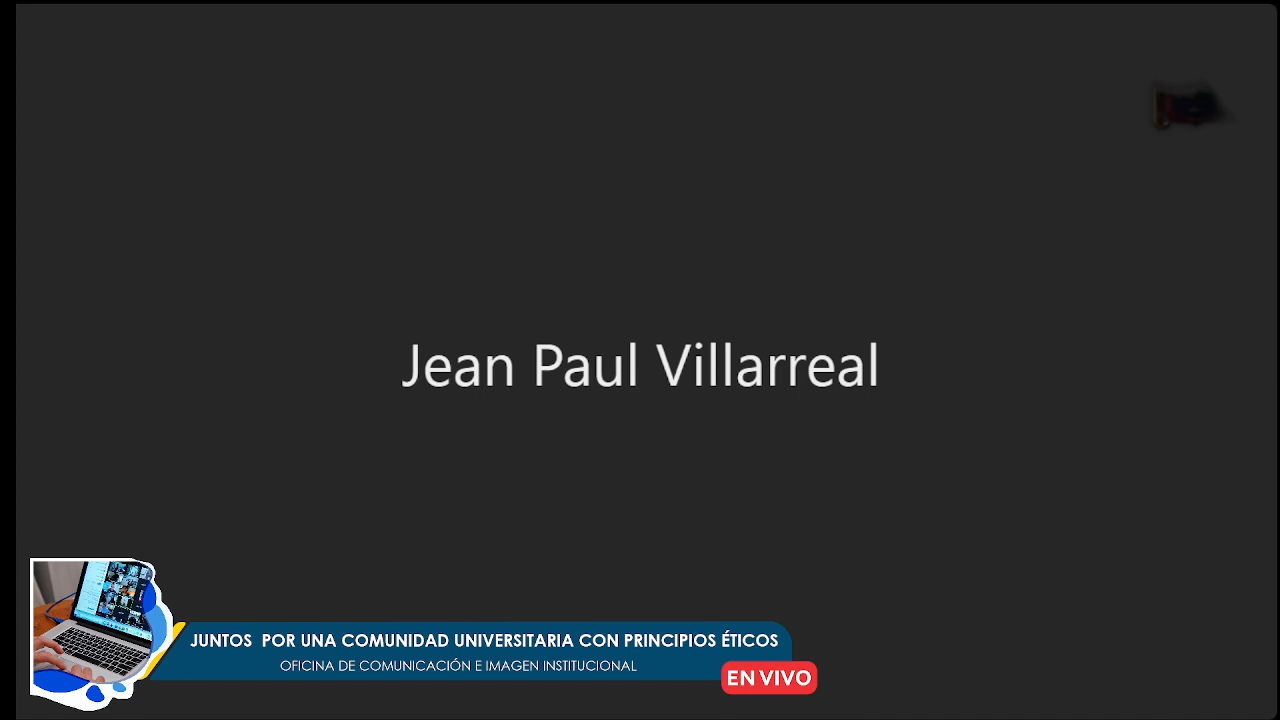 Jean Paul Villarreal
JUNTOS POR UNA COMUNIDAD UNIVERSITARIA CON PRINCIPIOS ÉTICOS
OFICINA DE COMUNICACIÓN E IMAGEN INSTITUCIONAL
EN VIVO